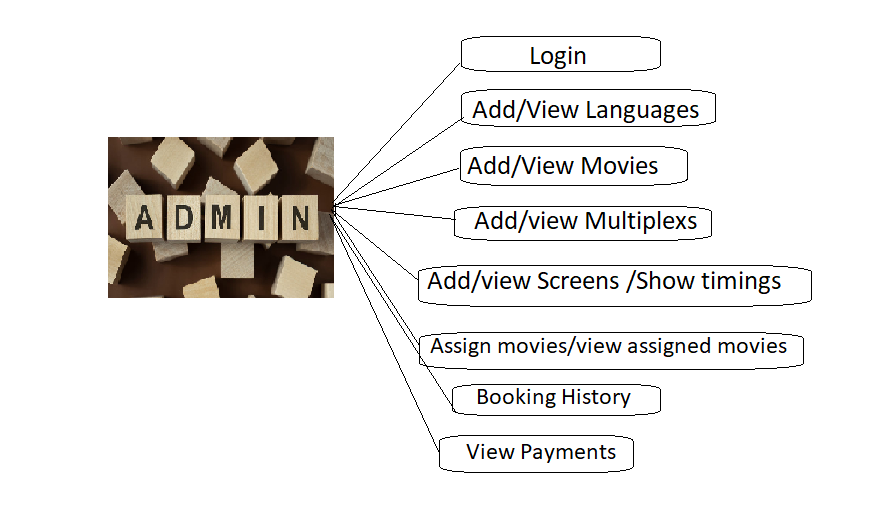 Login
Add/View Languages
Add/View Movies
ADMIN
Add/view Multiplexs
Add/view Screens /Show timings
Assign movies/view assigned movies
Booking History
View Payments